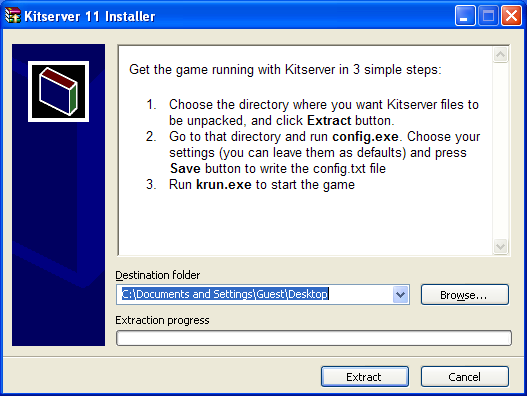 Kitserver 11 Installer
Get the game running with Kitserver in 3 simple steps:
1. Choose the directory where you want Kitserver files to
be unpacked, and click Extract button.
2. Go to that directory and run config.exe. Choose your
settings (you can leave them as defaults) and press
Save button to write the config.txt file
3. Run krun.exe to start the game
Destination folder
C:\Documents and Settings\Guest\Desktop
Browse...
Extraction progress
Extract
Cancel